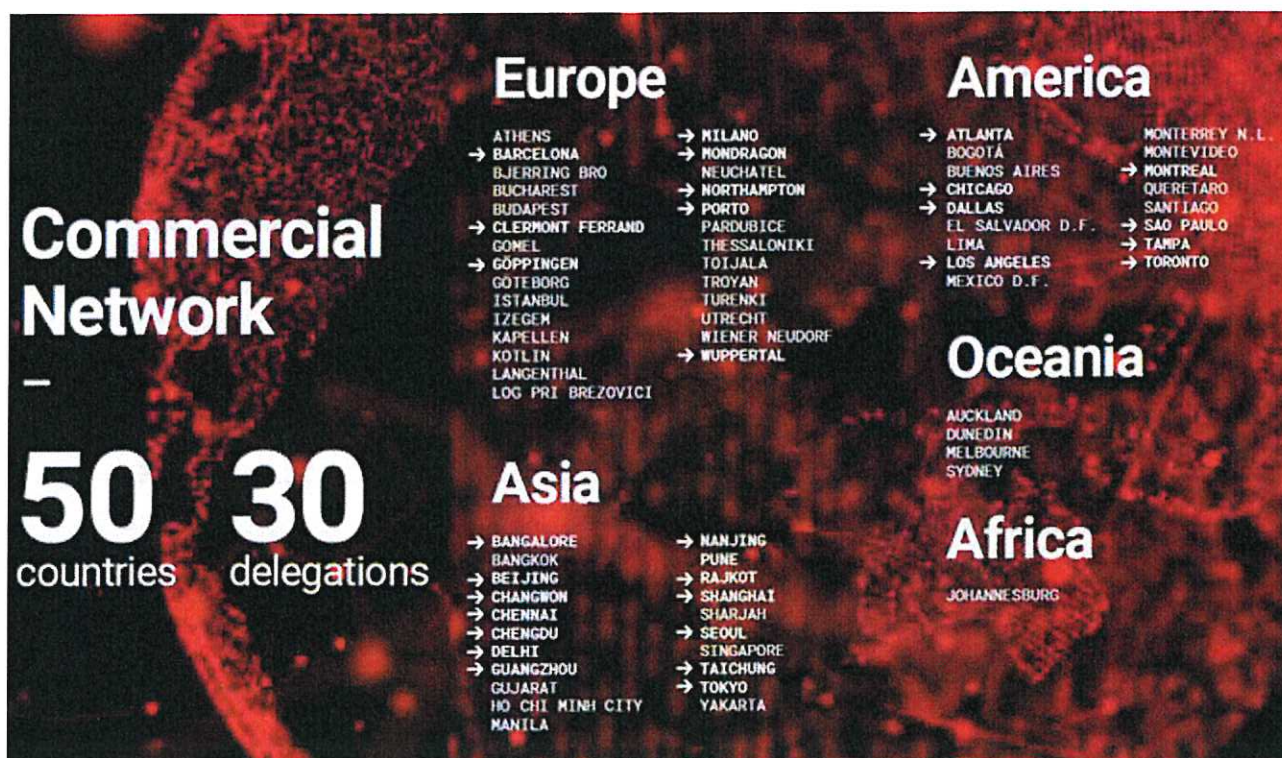 Commercial
Network
–
50
countries
30
delegations
Europe
ATHENS
→ BARCELONA
BJERRING BRO
BUCHAREST
BUDAPEST
→ CLERMONT FERRAND
GOMEL
→ GÖPPINGEN
GÖTEBORG
ISTANBUL
IZEGEM
KAPELLEN
KOTLIN
LANGENTHAL
LOG PRI BREZOVICI
→ MILANO
→ MONDRAGON
NEUCHATEL
→ NORTHAMPTON
→ PORTO
PARDUBICE
THESSALONIKI
TOIJALA
TROYAN
TURENKI
UTRECHT
WIENER NEUDORF
→ WUPPERTAL
Asia
→ BANGALORE
BANGKOK
→ BEIJING
→ CHANGWON
→ CHENNAI
→ CHENGDU
→ DELHI
→ GUANGZHOU
GUJARAT
HO CHI MINH CITY
MANILA
→ NANJING
PUNE
→ RAJKOT
→ SHANGHAI
SHARJAH
→ SEOUL
SINGAPORE
→ TAICHUNG
→ TOKYO
YAKARTA
America
→ ATLANTA
BOGOTÁ
BUENOS AIRES
→ CHICAGO
→ DALLAS
EL SALVADOR D.F.
LIMA
→ LOS ANGELES
MEXICO D.F.
MONTERREY N.L.
MONTEVIDEO
→ MONTREAL
QUERETARO
SANTIAGO
→ SAO PAULO
→ TAMPA
→ TORONTO
Oceania
AUCKLAND
DUNEDIN
MELBOURNE
SYDNEY
Africa
JOHANNESBURG